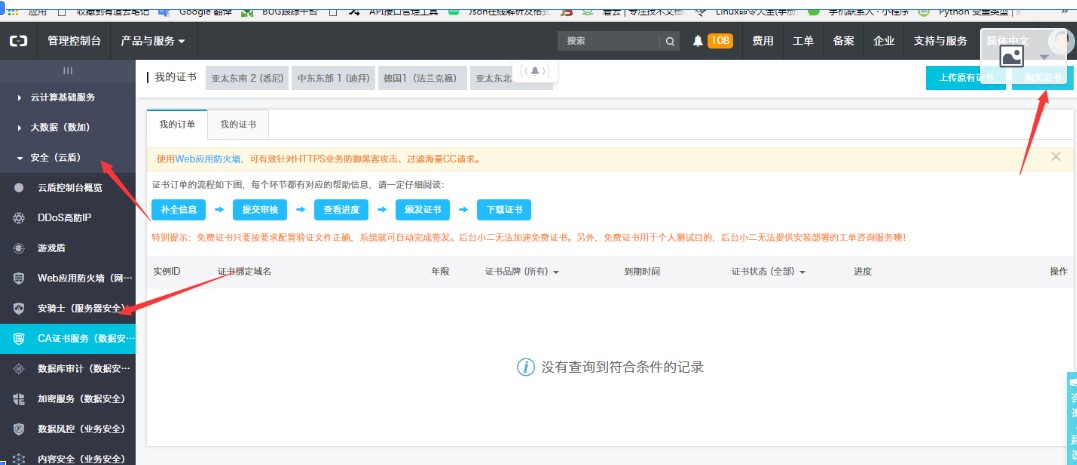 应用 收藏到有道云笔记 Google 翻译 BUG跟踪平台 API接口管理工具 Json在线解析及格式 看云 | 专注技术文档 Linux命令大全(手册 手机联系人 · 小程序 Python 变量类型 |
管理控制台 产品与服务 搜索 108 费用 工单 备案 企业 支持与服务 简体中文
我的证书 亚太东南 2 (悉尼) 中东东部 1 (迪拜) 德国1（法兰克福） 亚太东北 上传原有证书 购买证书
云计算基础服务
大数据（数加）
安全（云盾）
云盾控制台概览
DDoS高防IP
游戏盾
Web应用防火墙（网…
安骑士（服务器安全）
CA证书服务（数据安…
数据库审计（数据安…
加密服务（数据安全）
数据风控（业务安全）
内容安全（业务安全）
我的订单 我的证书
使用Web应用防火墙，可有效针对HTTPS业务防御黑客攻击、过滤海量CC请求。
证书订单的流程如下图，每个环节都有对应的帮助信息，请一定仔细阅读：
补全信息 提交审核 查看进度 颁发证书 下载证书
特别提示：免费证书只要按要求配置验证文件正确，系统就可自动完成签发。后台小二无法加速免费证书。另外，免费证书用于个人测试目的，后台小二无法提供安装部署的工单咨询服务噢！
实例ID 证书绑定域名 年限 证书品牌 (所有) 到期时间 证书状态 (全部) 进度 操作
没有查询到符合条件的记录
咨询